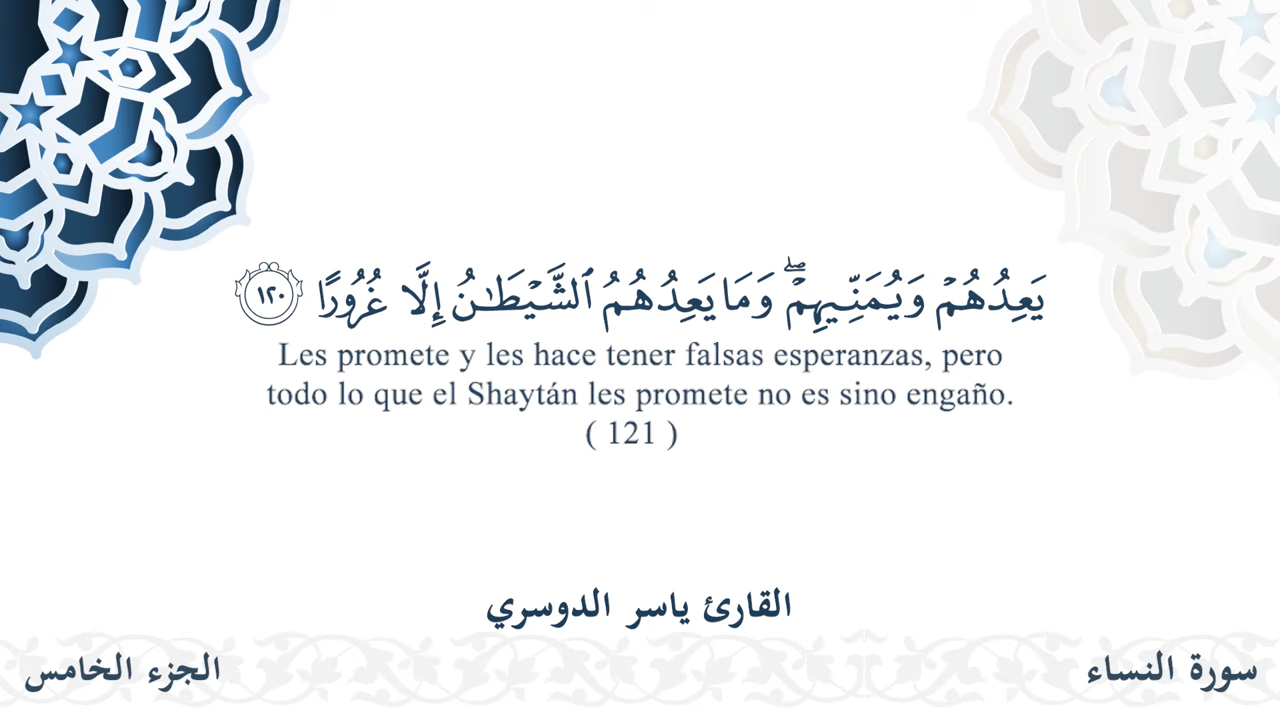 يَعِدُهُمۡ وَيُمَنِّيهِمۡۖ وَمَا يَعِدُهُمُ ٱلشَّيۡطَٰنُ إِلَّا غُرُورًا ١٢٠
Les promete y les hace tener falsas esperanzas, pero
todo lo que el Shaytán les promete no es sino engaño.
( 121 )
القارئ ياسر الدوسري
سورة النساء
الجزء الخامس